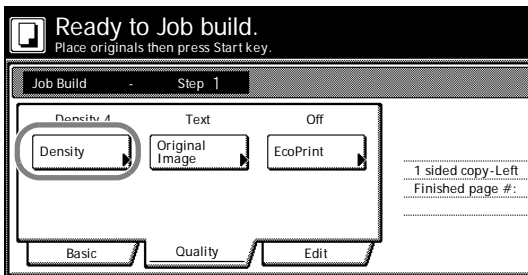 Ready to Job build.
Place originals then press Start key.
Job Build - Step 1
Density 4 Text Off
Density Original Image EcoPrint
1 sided copy-Left
Finished page #:
Basic Quality Edit